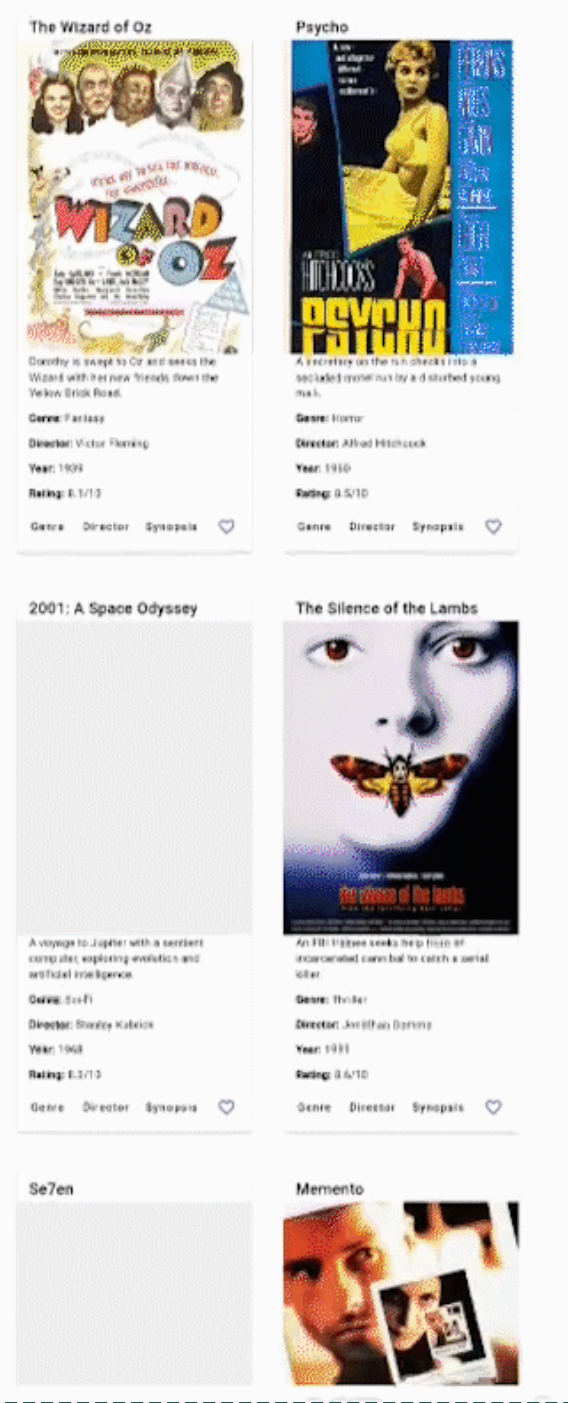 The Wizard of Oz
WIZARD
OF OZ
Dorothy is swept to Oz and seeks the
Wizard with her new friends down the
Yellow Brick Road.
Genre: Fantasy
Director: Victor Fleming
Year: 1939
Rating: 8.1/10
Genre Director Synopsis
Psycho
HITCHCOCK'S
PSYCHO
A secretary on the run checks into a
secluded motel run by a disturbed young
man.
Genre: Horror
Director: Alfred Hitchcock
Year: 1960
Rating: 8.5/10
Genre Director Synopsis
2001: A Space Odyssey
A voyage to Jupiter with a sentient
computer, exploring evolution and
artificial intelligence.
Genre: Sci-Fi
Director: Stanley Kubrick
Year: 1968
Rating: 8.3/10
Genre Director Synopsis
The Silence of the Lambs
the silence of the lambs
An FBI trainee seeks help from an
incarcerated cannibal to catch a serial
killer.
Genre: Thriller
Director: Jonathan Demme
Year: 1991
Rating: 8.6/10
Genre Director Synopsis
Se7en
Memento